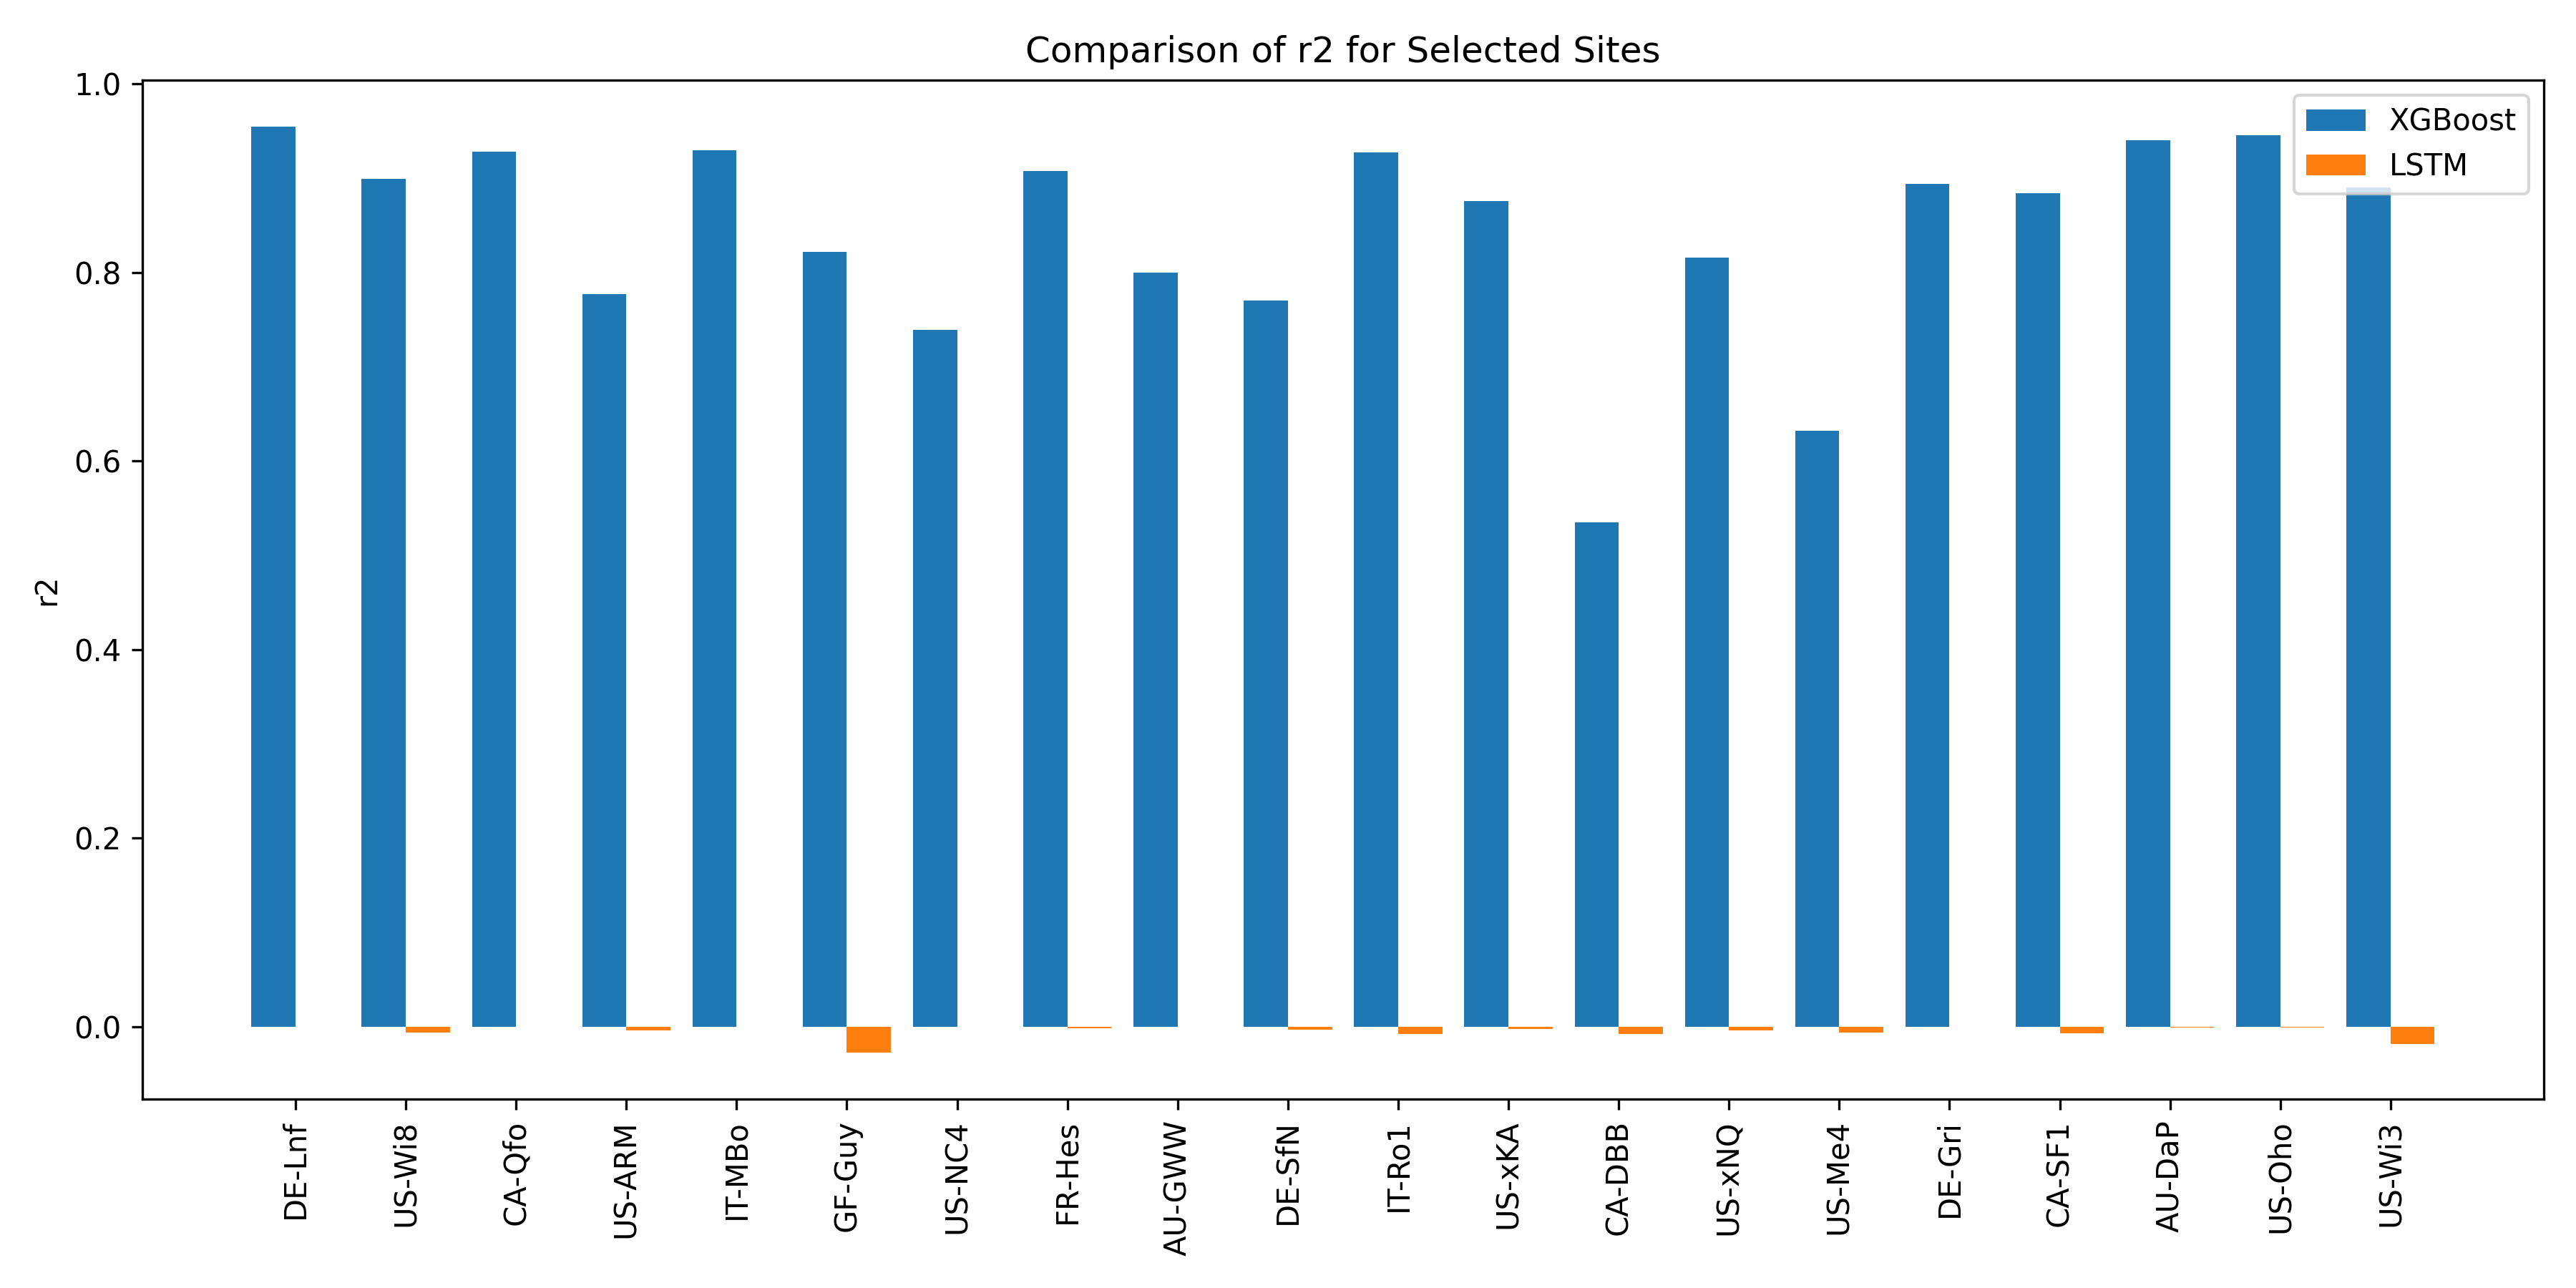 Comparison of r2 for Selected Sites
XGBoost
LSTM
r2
1.0
0.8
0.6
0.4
0.2
0.0
DE-Lnf
US-Wi8
CA-Qfo
US-ARM
IT-MBo
GF-Guy
US-NC4
FR-Hes
AU-GWW
DE-SfN
IT-Ro1
US-xKA
CA-DBB
US-xNQ
US-Me4
DE-Gri
CA-SF1
AU-DaP
US-Oho
US-Wi3